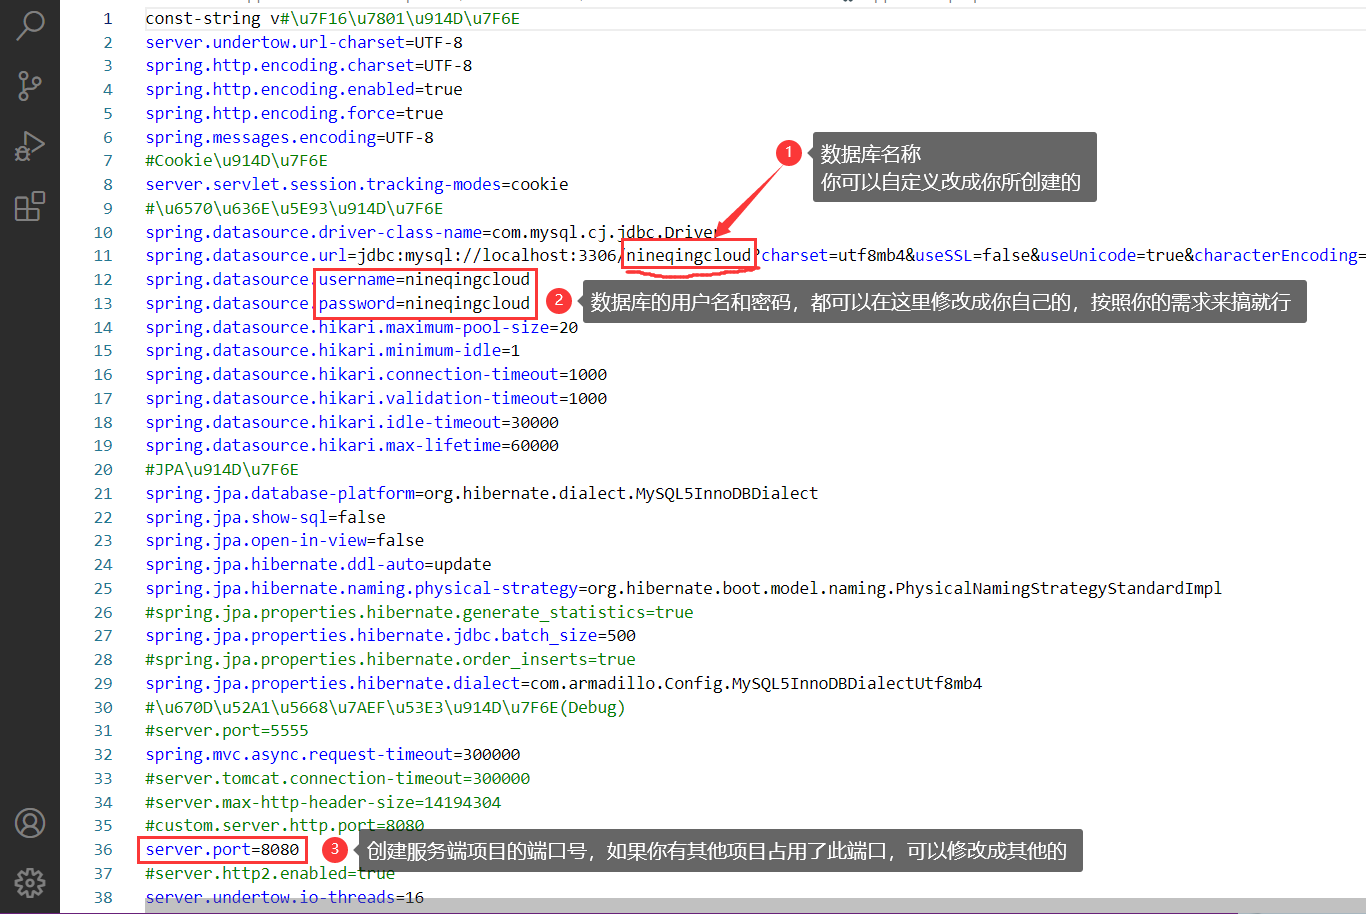 1 const-string v#\u7F16\u7801\u914D\u7F6E
2 server.undertow.url-charset=UTF-8
3 spring.http.encoding.charset=UTF-8
4 spring.http.encoding.enabled=true
5 spring.http.encoding.force=true
6 spring.messages.encoding=UTF-8
1 数据库名称
你可以自定义改成你所创建的
7 #Cookie\u914D\u7F6E
8 server.servlet.session.tracking-modes=cookie
9 #\u6570\u636E\u5E93\u914D\u7F6E
10 spring.datasource.driver-class-name=com.mysql.cj.jdbc.Driver
11 spring.datasource.url=jdbc:mysql://localhost:3306/nineqingcloud?charset=utf8mb4&useSSL=false&useUnicode=true&characterEncoding=
12 spring.datasource.username=nineqingcloud
13 spring.datasource.password=nineqingcloud
2 数据库的用户名和密码，都可以在这里修改成你自己的，按照你的需求来搞就行
14 spring.datasource.hikari.maximum-pool-size=20
15 spring.datasource.hikari.minimum-idle=1
16 spring.datasource.hikari.connection-timeout=1000
17 spring.datasource.hikari.validation-timeout=1000
18 spring.datasource.hikari.idle-timeout=30000
19 spring.datasource.hikari.max-lifetime=60000
20 #JPA\u914D\u7F6E
21 spring.jpa.database-platform=org.hibernate.dialect.MySQL5InnoDBDialect
22 spring.jpa.show-sql=false
23 spring.jpa.open-in-view=false
24 spring.jpa.hibernate.ddl-auto=update
25 spring.jpa.hibernate.naming.physical-strategy=org.hibernate.boot.model.naming.PhysicalNamingStrategyStandardImpl
26 #spring.jpa.properties.hibernate.generate_statistics=true
27 spring.jpa.properties.hibernate.jdbc.batch_size=500
28 #spring.jpa.properties.hibernate.order_inserts=true
29 spring.jpa.properties.hibernate.dialect=com.armadillo.Config.MySQL5InnoDBDialectUtf8mb4
30 #\u670D\u52A1\u5668\u7AEF\u53E3\u914D\u7F6E(Debug)
31 #server.port=5555
32 spring.mvc.async.request-timeout=300000
33 #server.tomcat.connection-timeout=300000
34 #server.max-http-header-size=14194304
35 #custom.server.http.port=8080
36 server.port=8080
3 创建服务端项目的端口号，如果你有其他项目占用了此端口，可以修改成其他的
37 #server.http2.enabled=true
38 server.undertow.io-threads=16